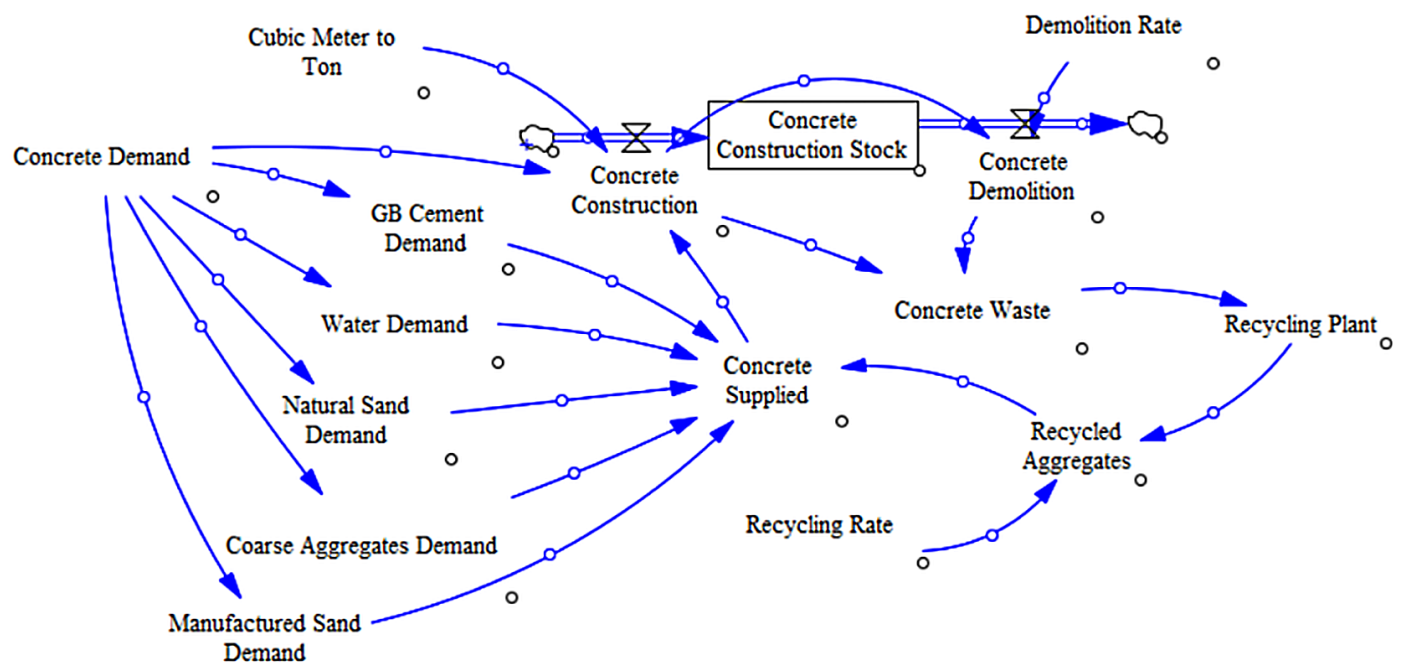 Cubic Meter to
Ton
Demolition Rate
Concrete
Construction Stock
Concrete Demand
Concrete
Construction
Concrete
Demolition
GB Cement
Demand
Concrete Waste
Water Demand
Recycling Plant
Concrete
Supplied
Natural Sand
Demand
Recycled
Aggregates
Recycling Rate
Coarse Aggregates Demand
Manufactured Sand
Demand